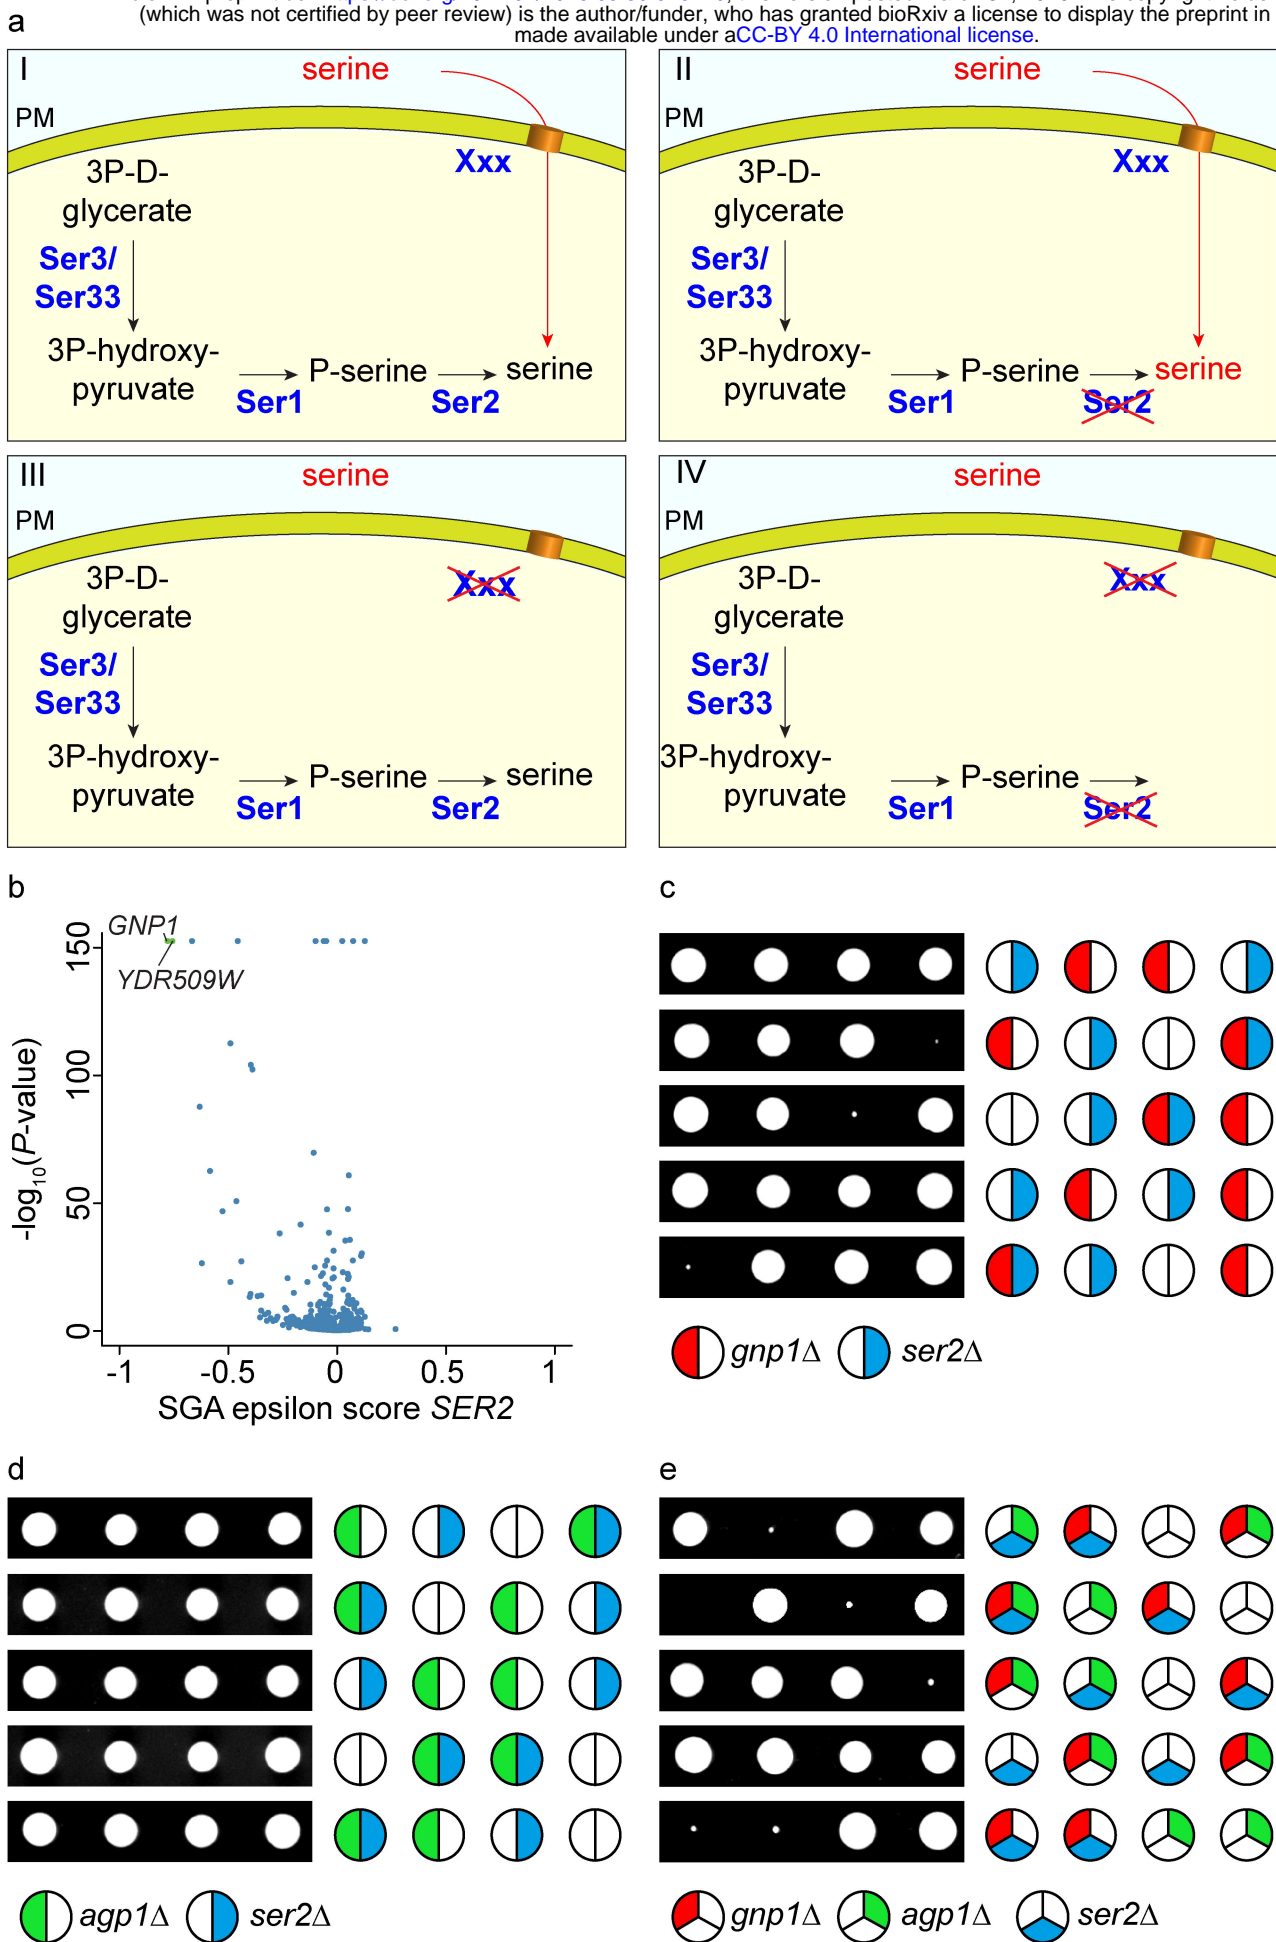 (which was not certified by peer review) is the author/funder, who has granted bioRxiv a license to display the preprint in
made available under aCC-BY 4.0 International license.
a
I
serine
PM
Xxx
3P-D-
glycerate
Ser3/
Ser33
3P-hydroxy-
pyruvate
P-serine
serine
Ser1
Ser2
II
serine
PM
Xxx
3P-D-
glycerate
Ser3/
Ser33
3P-hydroxy-
pyruvate
P-serine
serine
Ser1
Ser2
III
serine
PM
Xxx
3P-D-
glycerate
Ser3/
Ser33
3P-hydroxy-
pyruvate
P-serine
serine
Ser1
Ser2
IV
serine
PM
Xxx
3P-D-
glycerate
Ser3/
Ser33
3P-hydroxy-
pyruvate
P-serine
Ser1
Ser2
b
GNP1
YDR509W
150
100
50
0
-log10(P-value)
-1 -0.5 0 0.5 1
SGA epsilon score SER2
c
gnp1Δ ser2Δ
d
agp1Δ ser2Δ
e
gnp1Δ agp1Δ ser2Δ